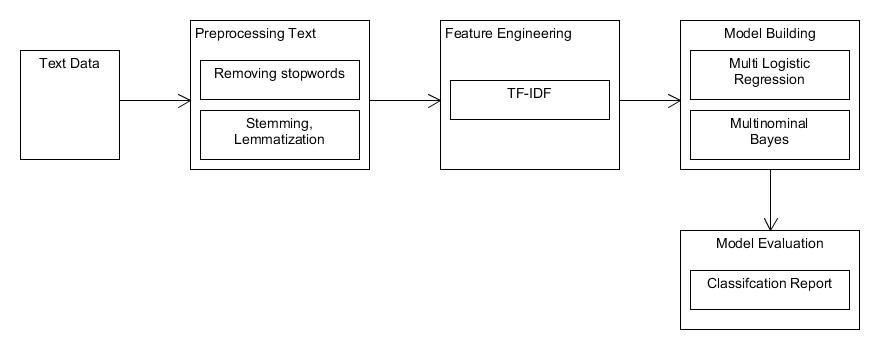 Text Data
Preprocessing Text
Removing stopwords
Stemming,
Lemmatization
Feature Engineering
TF-IDF
Model Building
Multi Logistic
Regression
Multinominal
Bayes
Model Evaluation
Classifcation Report